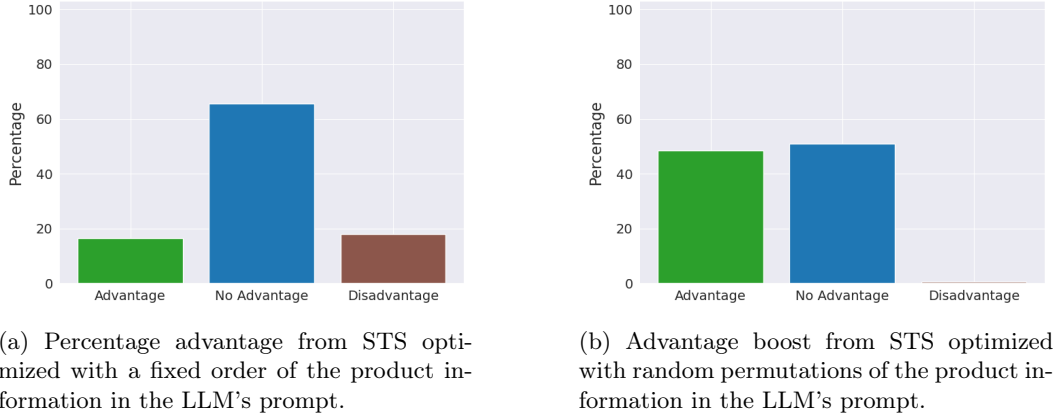 100
80
60
40
20
0
Percentage
Advantage No Advantage Disadvantage
(a) Percentage advantage from STS opti-
mized with a fixed order of the product in-
formation in the LLM's prompt.
100
80
60
40
20
0
Percentage
Advantage No Advantage Disadvantage
(b) Advantage boost from STS optimized
with random permutations of the product in-
formation in the LLM's prompt.